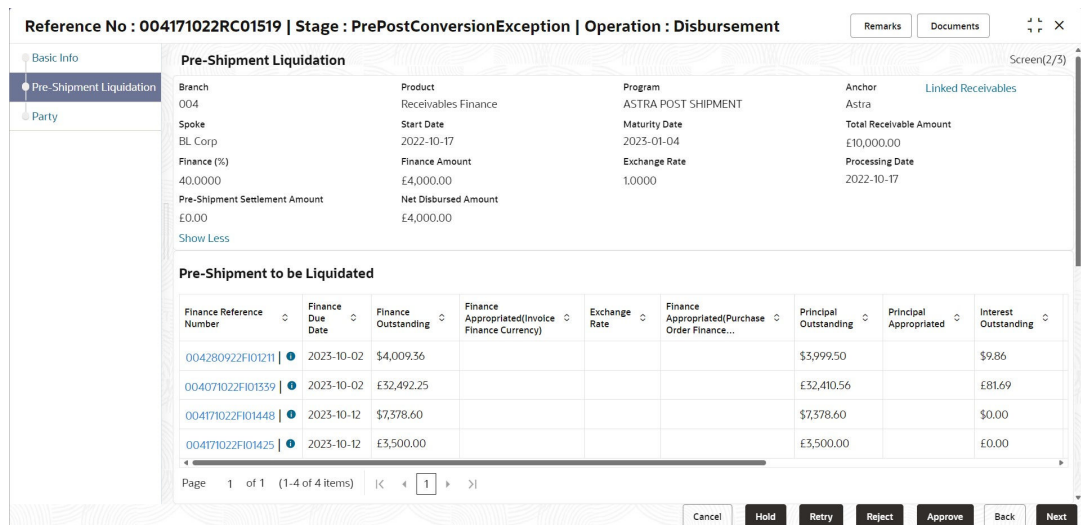 Reference No : 004171022RC01519 | Stage : PrePostConversionException | Operation : Disbursement
Remarks
Documents
Basic Info
Pre-Shipment Liquidation
Party
Pre-Shipment Liquidation
Screen(2/3)
Branch Product Program Anchor Linked Receivables
004 Receivables Finance ASTRA POST SHIPMENT Astra
Spoke Start Date Maturity Date Total Receivable Amount
BL Corp 2022-10-17 2023-01-04 £10,000.00
Finance (%) Finance Amount Exchange Rate Processing Date
40.0000 £4,000.00 1.0000 2022-10-17
Pre-Shipment Settlement Amount Net Disbursed Amount
£0.00 £4,000.00
Show Less
Pre-Shipment to be Liquidated
Finance Reference Number
Finance Due Date
Finance Outstanding
Finance Appropriated(Invoice Finance Currency)
Exchange Rate
Finance Appropriated(Purchase Order Finance...
Principal Outstanding
Principal Appropriated
Interest Outstanding
004280922FI01211 | 2023-10-02 $4,009.36 $3,999.50 $9.86
004071022FI01339 | 2023-10-02 £32,492.25 £32,410.56 £81.69
004171022FI01448 | 2023-10-12 $7,378.60 $7,378.60 $0.00
004171022FI01425 | 2023-10-12 £3,500.00 £3,500.00 £0.00
Page 1 of 1 (1-4 of 4 items) 1
Cancel Hold Retry Reject Approve Back Next